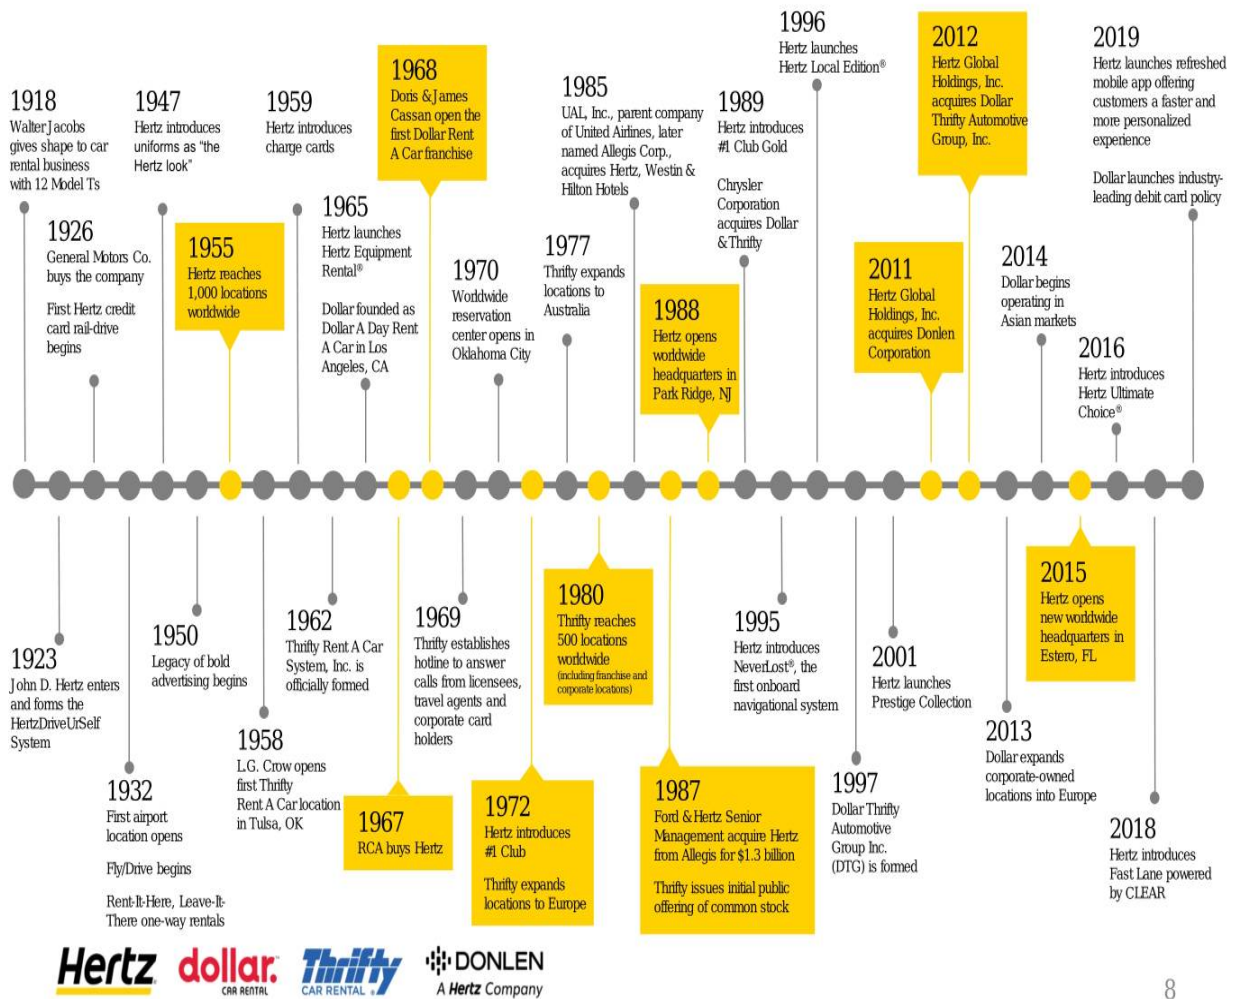 1918
Walter Jacobs
gives shape to car
rental business
with 12 Model Ts
1926
General Motors Co.
buys the company
First Hertz credit
card rail-drive
begins
1947
Hertz introduces
uniforms as "the
Hertz look"
1955
Hertz reaches
1,000 locations
worldwide
1959
Hertz introduces
charge cards
1965
Hertz launches
Hertz Equipment
Rental®
Dollar founded as
Dollar A Day Rent
A Car in Los
Angeles, CA
1968
Doris & James
Cassan open the
first Dollar Rent
A Car franchise
1970
Worldwide
reservation
center opens in
Oklahoma City
1977
Thrifty expands
locations to
Australia
1985
UAL, Inc., parent company
of United Airlines, later
named Allegis Corp.,
acquires Hertz, Westin &
Hilton Hotels
1988
Hertz opens
worldwide
headquarters in
Park Ridge, NJ
1989
Hertz introduces
#1 Club Gold
Chrysler
Corporation
acquires Dollar
& Thrifty
1996
Hertz launches
Hertz Local Edition®
2011
Hertz Global
Holdings, Inc.
acquires Donlen
Corporation
2012
Hertz Global
Holdings, Inc.
acquires Dollar
Thrifty Automotive
Group, Inc.
2014
Dollar begins
operating in
Asian markets
2016
Hertz introduces
Hertz Ultimate
Choice®
2019
Hertz launches refreshed
mobile app offering
customers a faster and
more personalized
experience
Dollar launches industry-
leading debit card policy
1923
John D. Hertz enters
and forms the
HertzDriveUrSelf
System
1932
First airport
location opens
Fly/Drive begins
Rent-It-Here, Leave-It-
There one-way rentals
1950
Legacy of bold
advertising begins
1958
L.G. Crow opens
first Thrifty
Rent A Car location
in Tulsa, OK
1962
Thrifty Rent A Car
System, Inc. is
officially formed
1967
RCA buys Hertz
1969
Thrifty establishes
hotline to answer
calls from licensees,
travel agents and
corporate card
holders
1972
Hertz introduces
#1 Club
Thrifty expands
locations to Europe
1980
Thrifty reaches
500 locations
worldwide
(including franchise and
corporate locations)
1987
Ford & Hertz Senior
Management acquire Hertz
from Allegis for $1.3 billion
Thrifty issues initial public
offering of common stock
1995
Hertz introduces
NeverLost®, the
first onboard
navigational system
1997
Dollar Thrifty
Automotive
Group Inc.
(DTG) is formed
2001
Hertz launches
Prestige Collection
2013
Dollar expands
corporate-owned
locations into Europe
2015
Hertz opens
new worldwide
headquarters in
Estero, FL
2018
Hertz introduces
Fast Lane powered
by CLEAR
Hertz.
dollar.
CAR RENTAL
Thrifty
CAR RENTAL
DONLEN
A Hertz Company
8